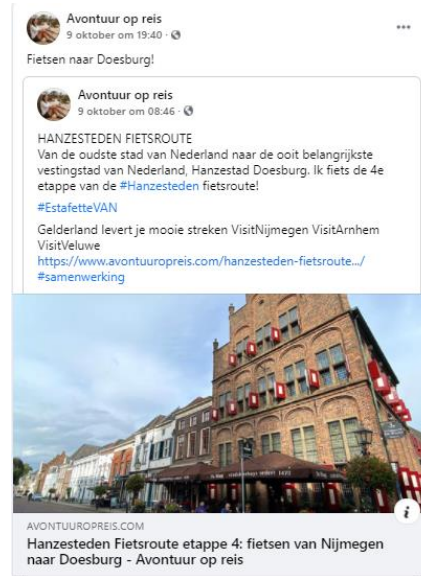 Avontuur op reis
9 oktober om 19:40 ·
Fietsen naar Doesburg!
Avontuur op reis
9 oktober om 08:46 ·
HANZESTEDEN FIETSROUTE
Van de oudste stad van Nederland naar de ooit belangrijkste
vestingstad van Nederland, Hanzestad Doesburg. Ik fiets de 4e
etappe van de #Hanzesteden fietsroute!
#EstafetteVAN
Gelderland levert je mooie streken VisitNijmegen VisitArnhem
VisitVeluwe
https://www.avontuuropreis.com/hanzesteden-fietsroute.../
#samenwerking
AVONTUUROPREIS.COM
Hanzesteden Fietsroute etappe 4: fietsen van Nijmegen
naar Doesburg - Avontuur op reis